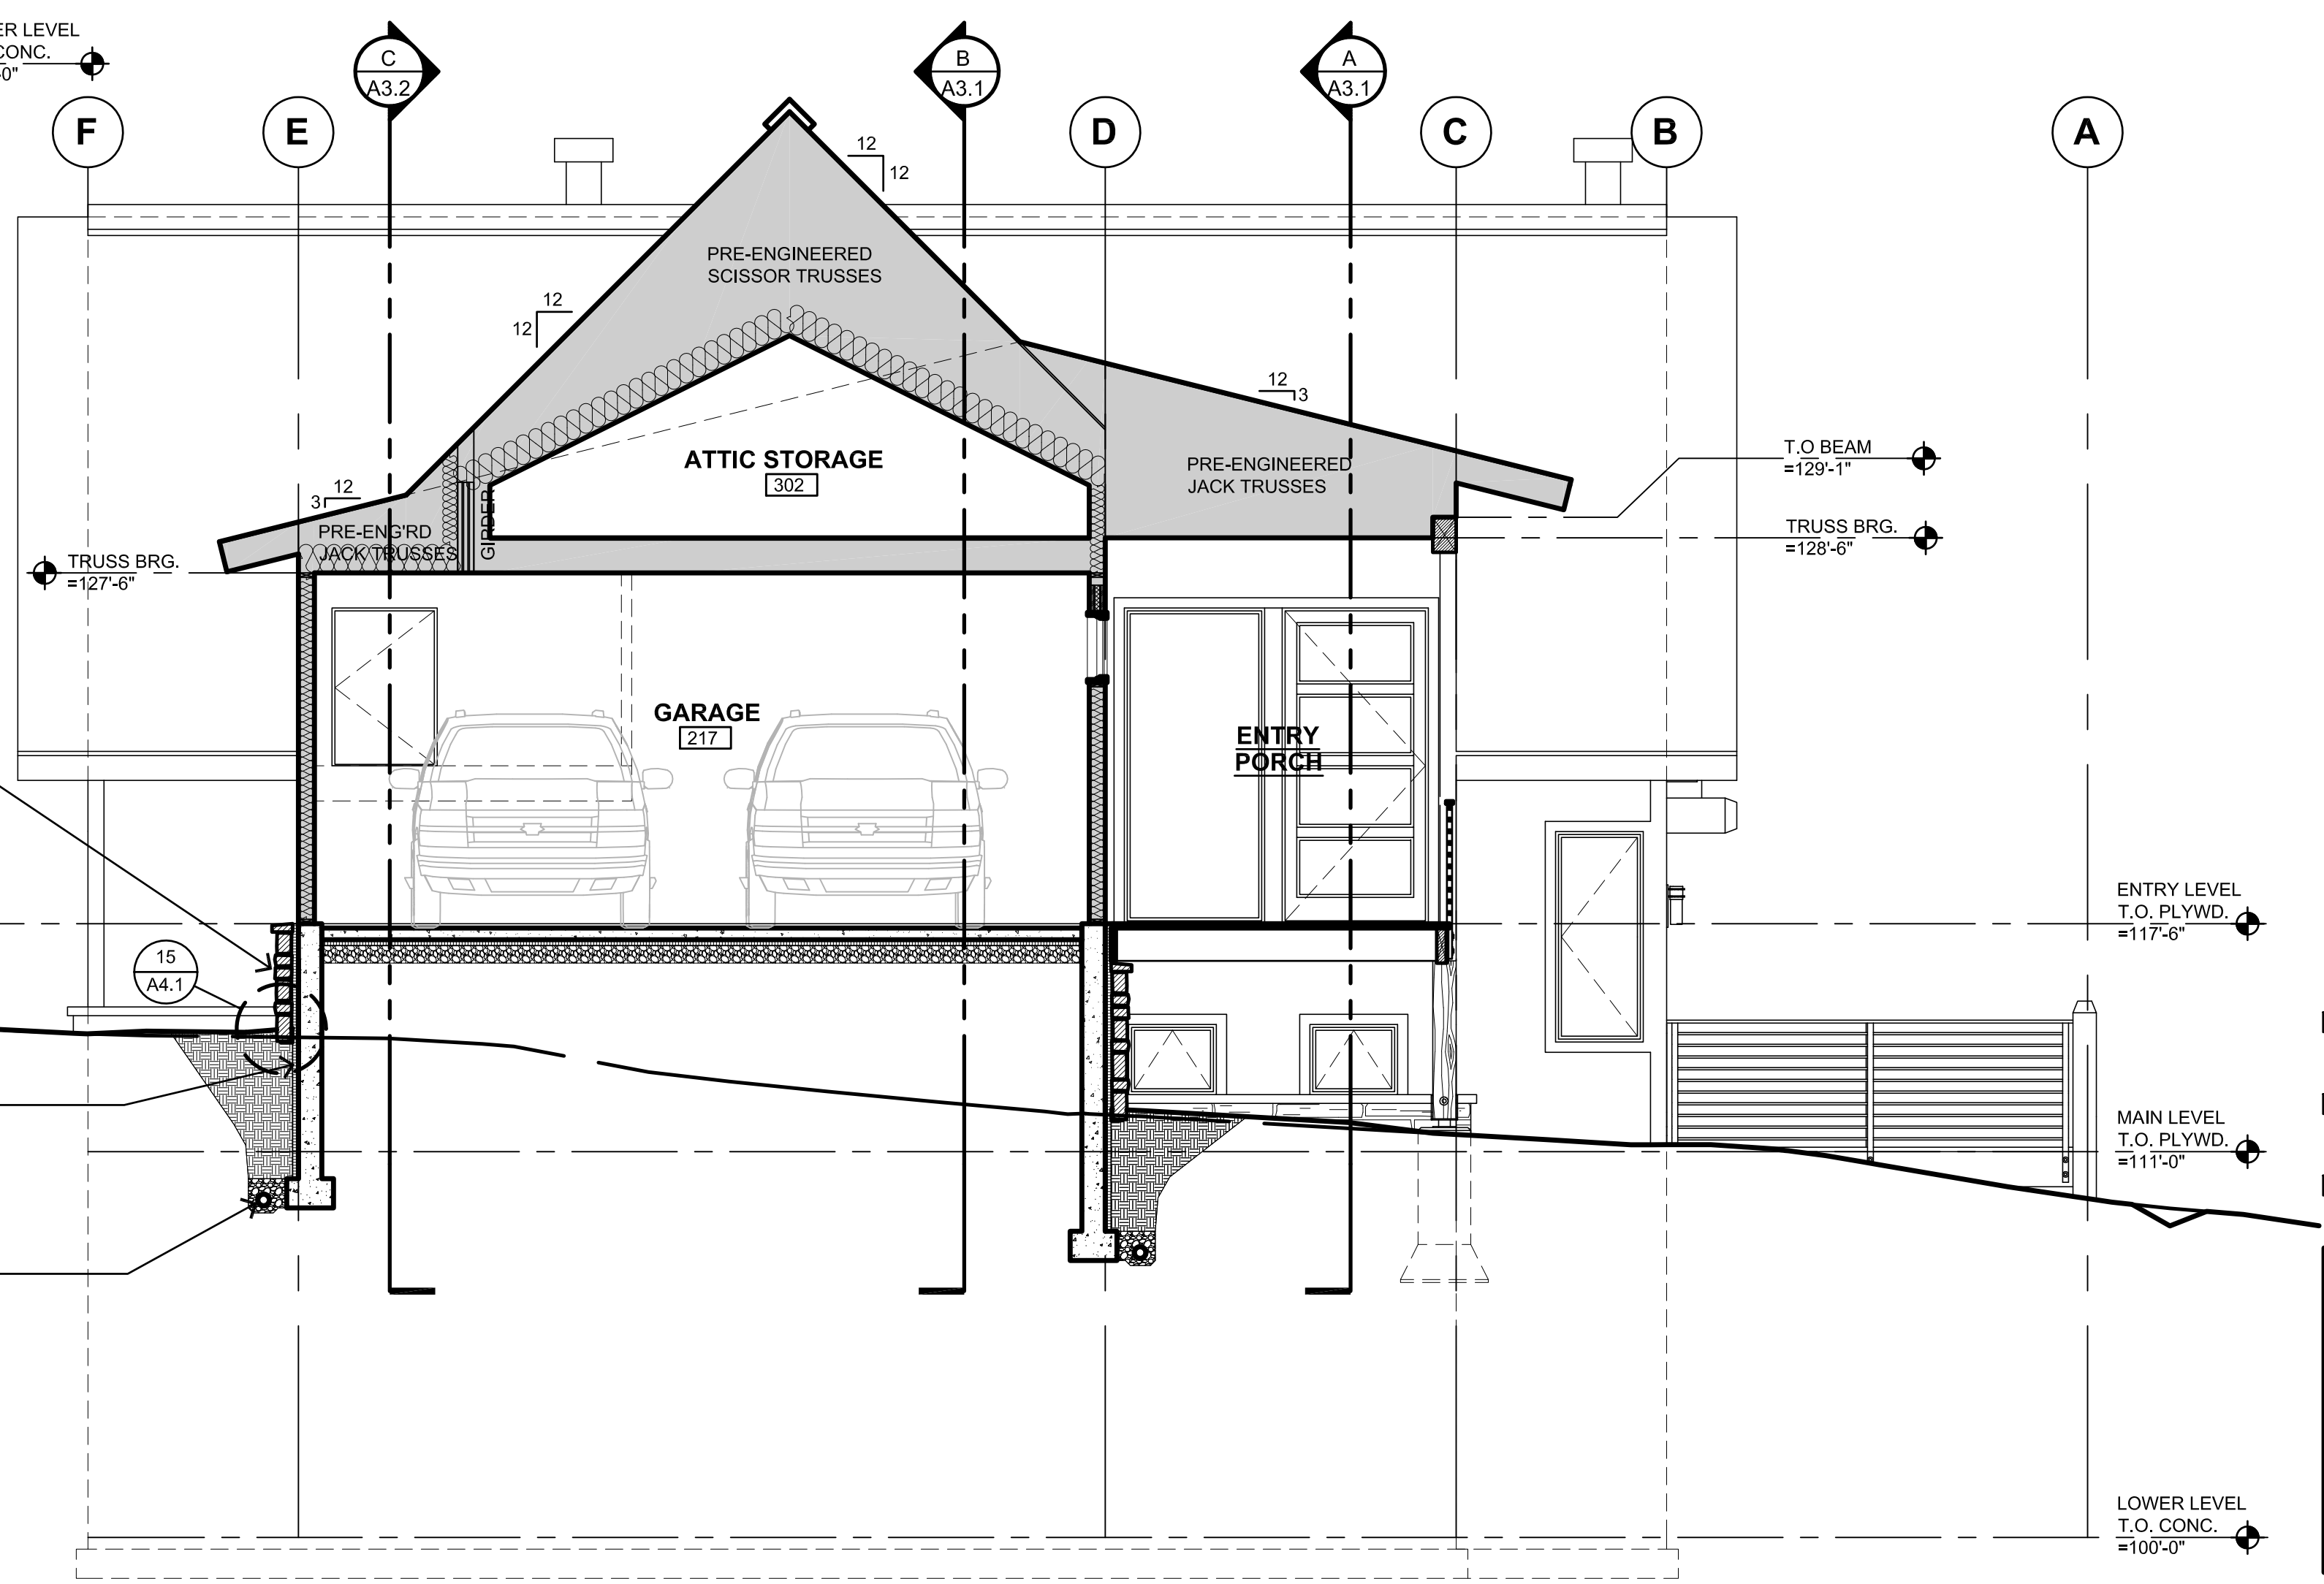 ER LEVEL
CONC.
-0"
C
A3.2
B
A3.1
A
A3.1
F
E
D
C
B
A
12
12
PRE-ENGINEERED
SCISSOR TRUSSES
12
12
12
3
ATTIC STORAGE
302
T.O BEAM
=129'-1"
PRE-ENGINEERED
JACK TRUSSES
12
3
GIRDER
PRE-ENG'RD
JACK TRUSSES
TRUSS BRG.
=128'-6"
TRUSS BRG.
=127'-6"
GARAGE
217
ENTRY
PORCH
ENTRY LEVEL
T.O. PLYWD.
=117'-6"
15
A4.1
MAIN LEVEL
T.O. PLYWD.
=111'-0"
LOWER LEVEL
T.O. CONC.
=100'-0"